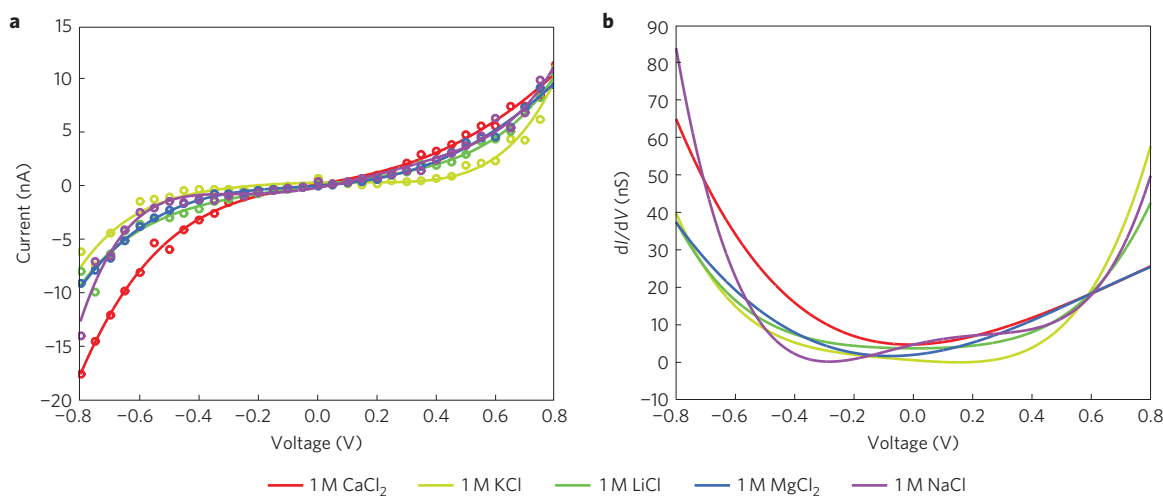 a
15
10
5
0
−5
−10
−15
−20
Current (nA)
−0.8 −0.6 −0.4 −0.2 0.0 0.2 0.4 0.6 0.8
Voltage (V)
b
90
80
70
60
50
40
30
20
10
0
−10
dI/dV (nS)
−0.8 −0.6 −0.4 −0.2 0.0 0.2 0.4 0.6 0.8
Voltage (V)
1 M CaCl₂ 1 M KCl 1 M LiCl 1 M MgCl₂ 1 M NaCl